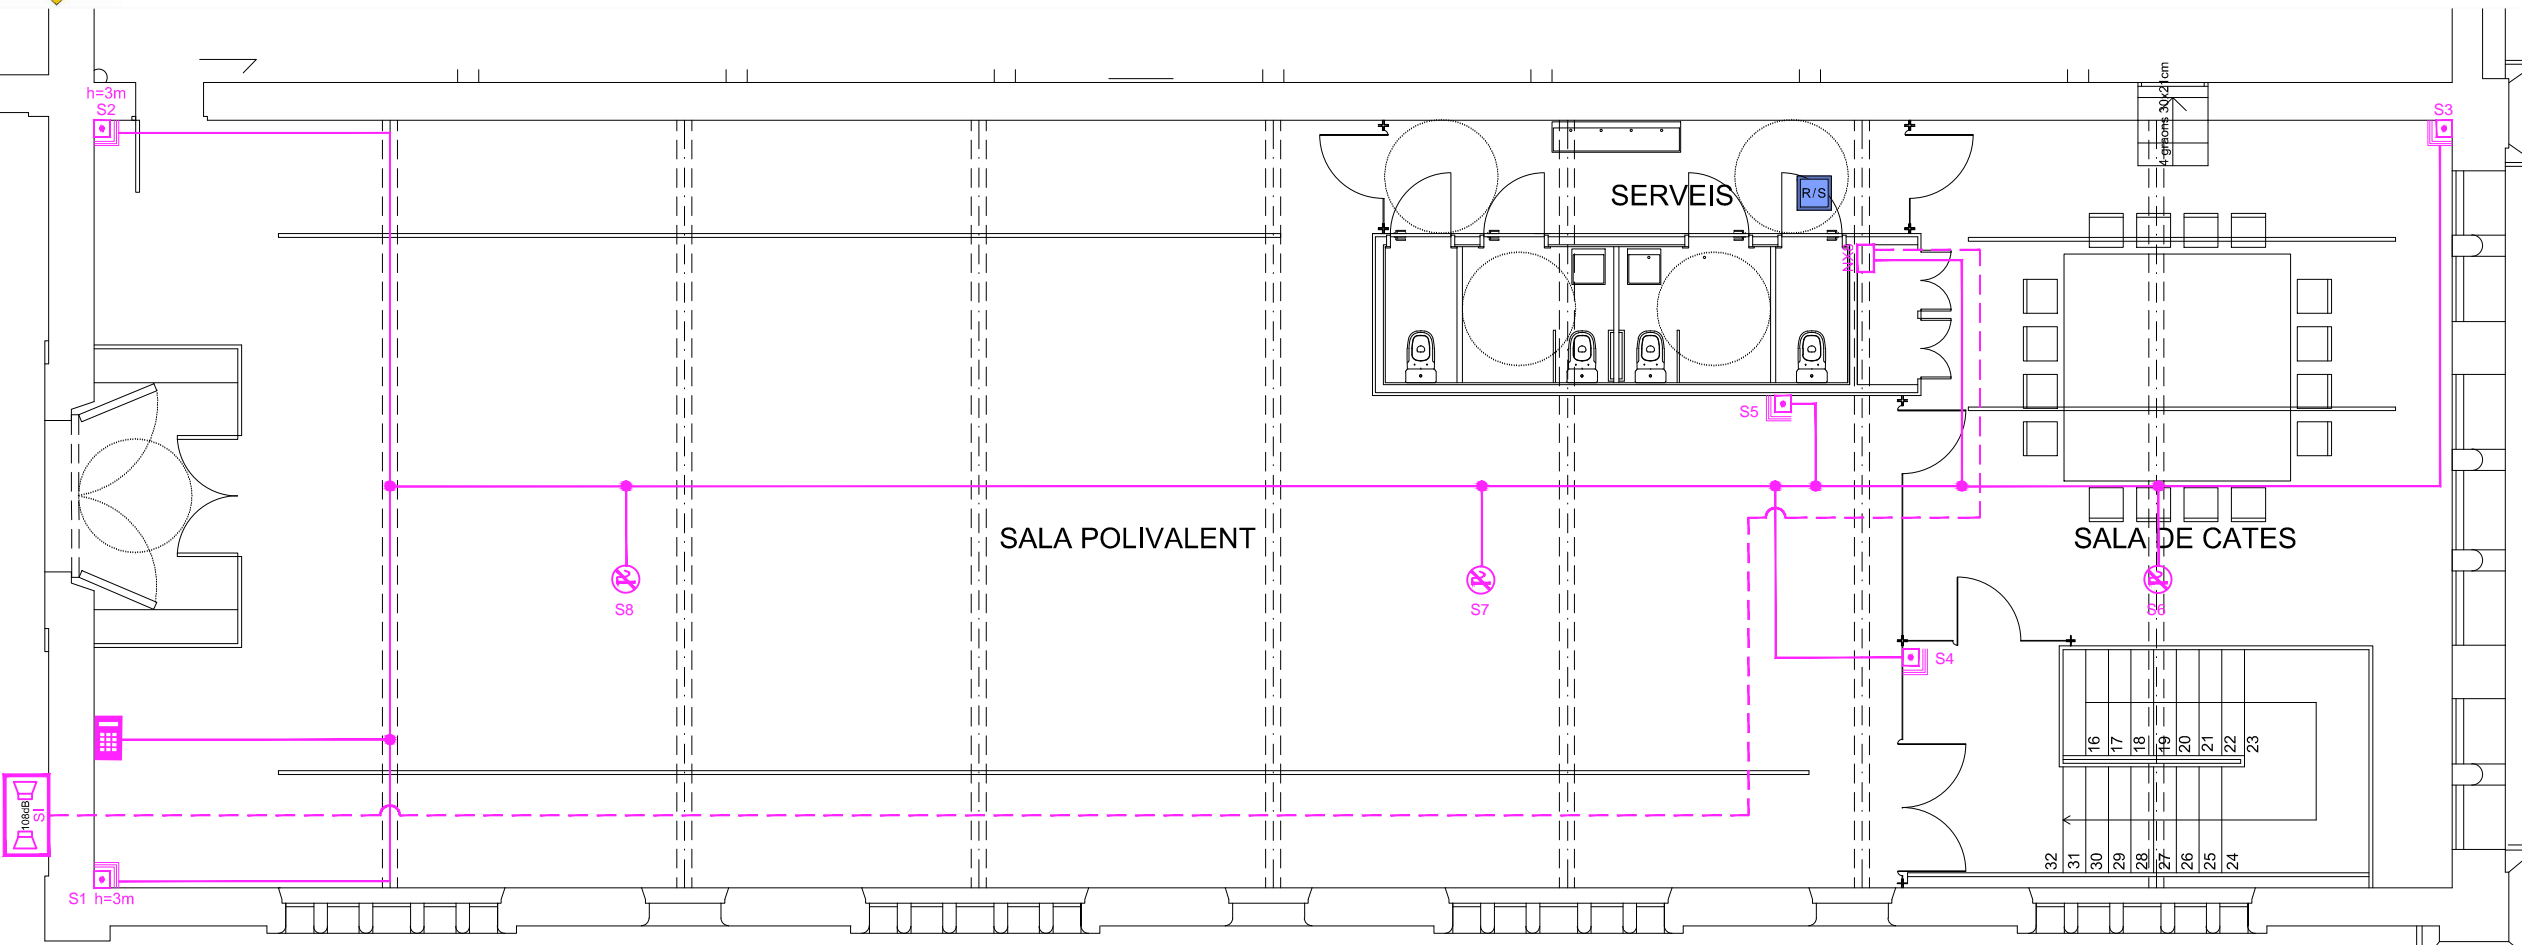 h=3m
S2
4 graons 30x21cm
S3
SERVEIS
R/S
S5
SALA POLIVALENT
SALA DE CATES
S8
S7
S6
S4
16
17
18
19
20
21
22
23
108dB
SI
32
31
30
29
28
27
26
25
24
S1 h=3m